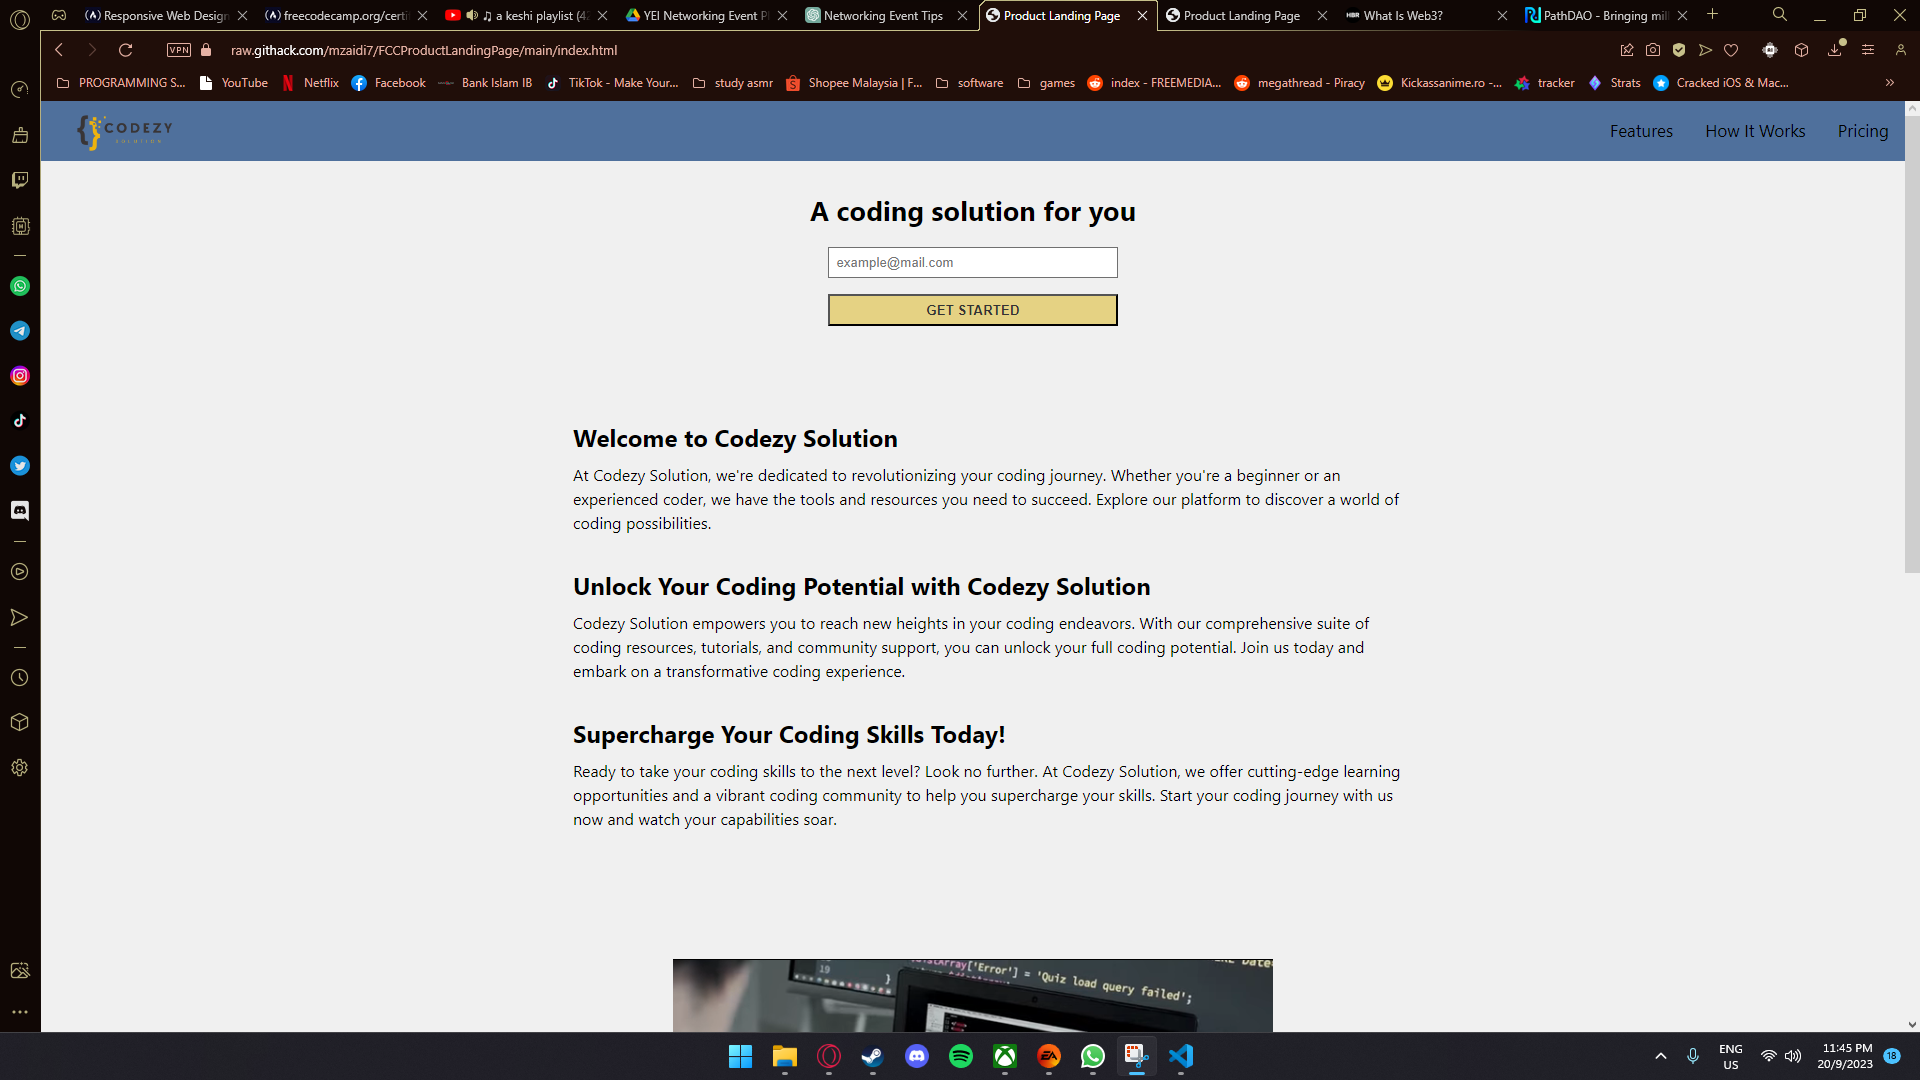 Responsive Web Design
freecodecamp.org/certi
♫ a keshi playlist (42
YEI Networking Event P
Networking Event Tips
Product Landing Page
Product Landing Page
HBR What Is Web3?
PathDAO - Bringing mil
VPN
raw.githack.com/mzaidi7/FCCProductLandingPage/main/index.html
PROGRAMMING S...
YouTube
Netflix
Facebook
Bank Islam IB
TikTok - Make Your...
study asmr
Shopee Malaysia | F...
software
games
index - FREEMEDIA...
megathread - Piracy
Kickassanime.ro -...
tracker
Strats
Cracked iOS & Mac...
CODEZY
SOLUTION
Features
How It Works
Pricing
A coding solution for you
example@mail.com
GET STARTED
Welcome to Codezy Solution
At Codezy Solution, we're dedicated to revolutionizing your coding journey. Whether you're a beginner or an
experienced coder, we have the tools and resources you need to succeed. Explore our platform to discover a world of
coding possibilities.
Unlock Your Coding Potential with Codezy Solution
Codezy Solution empowers you to reach new heights in your coding endeavors. With our comprehensive suite of
coding resources, tutorials, and community support, you can unlock your full coding potential. Join us today and
embark on a transformative coding experience.
Supercharge Your Coding Skills Today!
Ready to take your coding skills to the next level? Look no further. At Codezy Solution, we offer cutting-edge learning
opportunities and a vibrant coding community to help you supercharge your skills. Start your coding journey with us
now and watch your capabilities soar.
19
}
['Error'] = 'Quiz load query failed';
EA
ENG
US
11:45 PM
20/9/2023
18